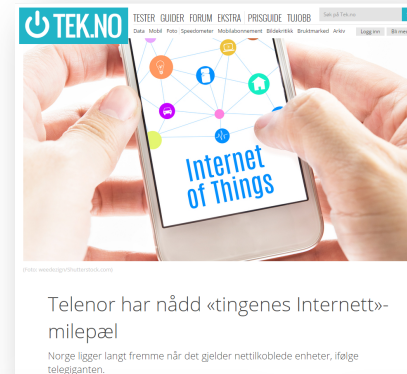 TEK.NO
TESTER GUIDER FORUM EKSTRA PRISGUIDE TUJOBB
Søk på Tek.no
Data Mobil Foto Speedometer Mobilabonnement Bildekritikk Bruktmarked Arkiv
Logg inn
Internet
of Things
Telenor har nådd «tingenes Internett»-
milepæl
Norge ligger langt fremme når det gjelder nettilkoblede enheter, ifølge
telegiganten.